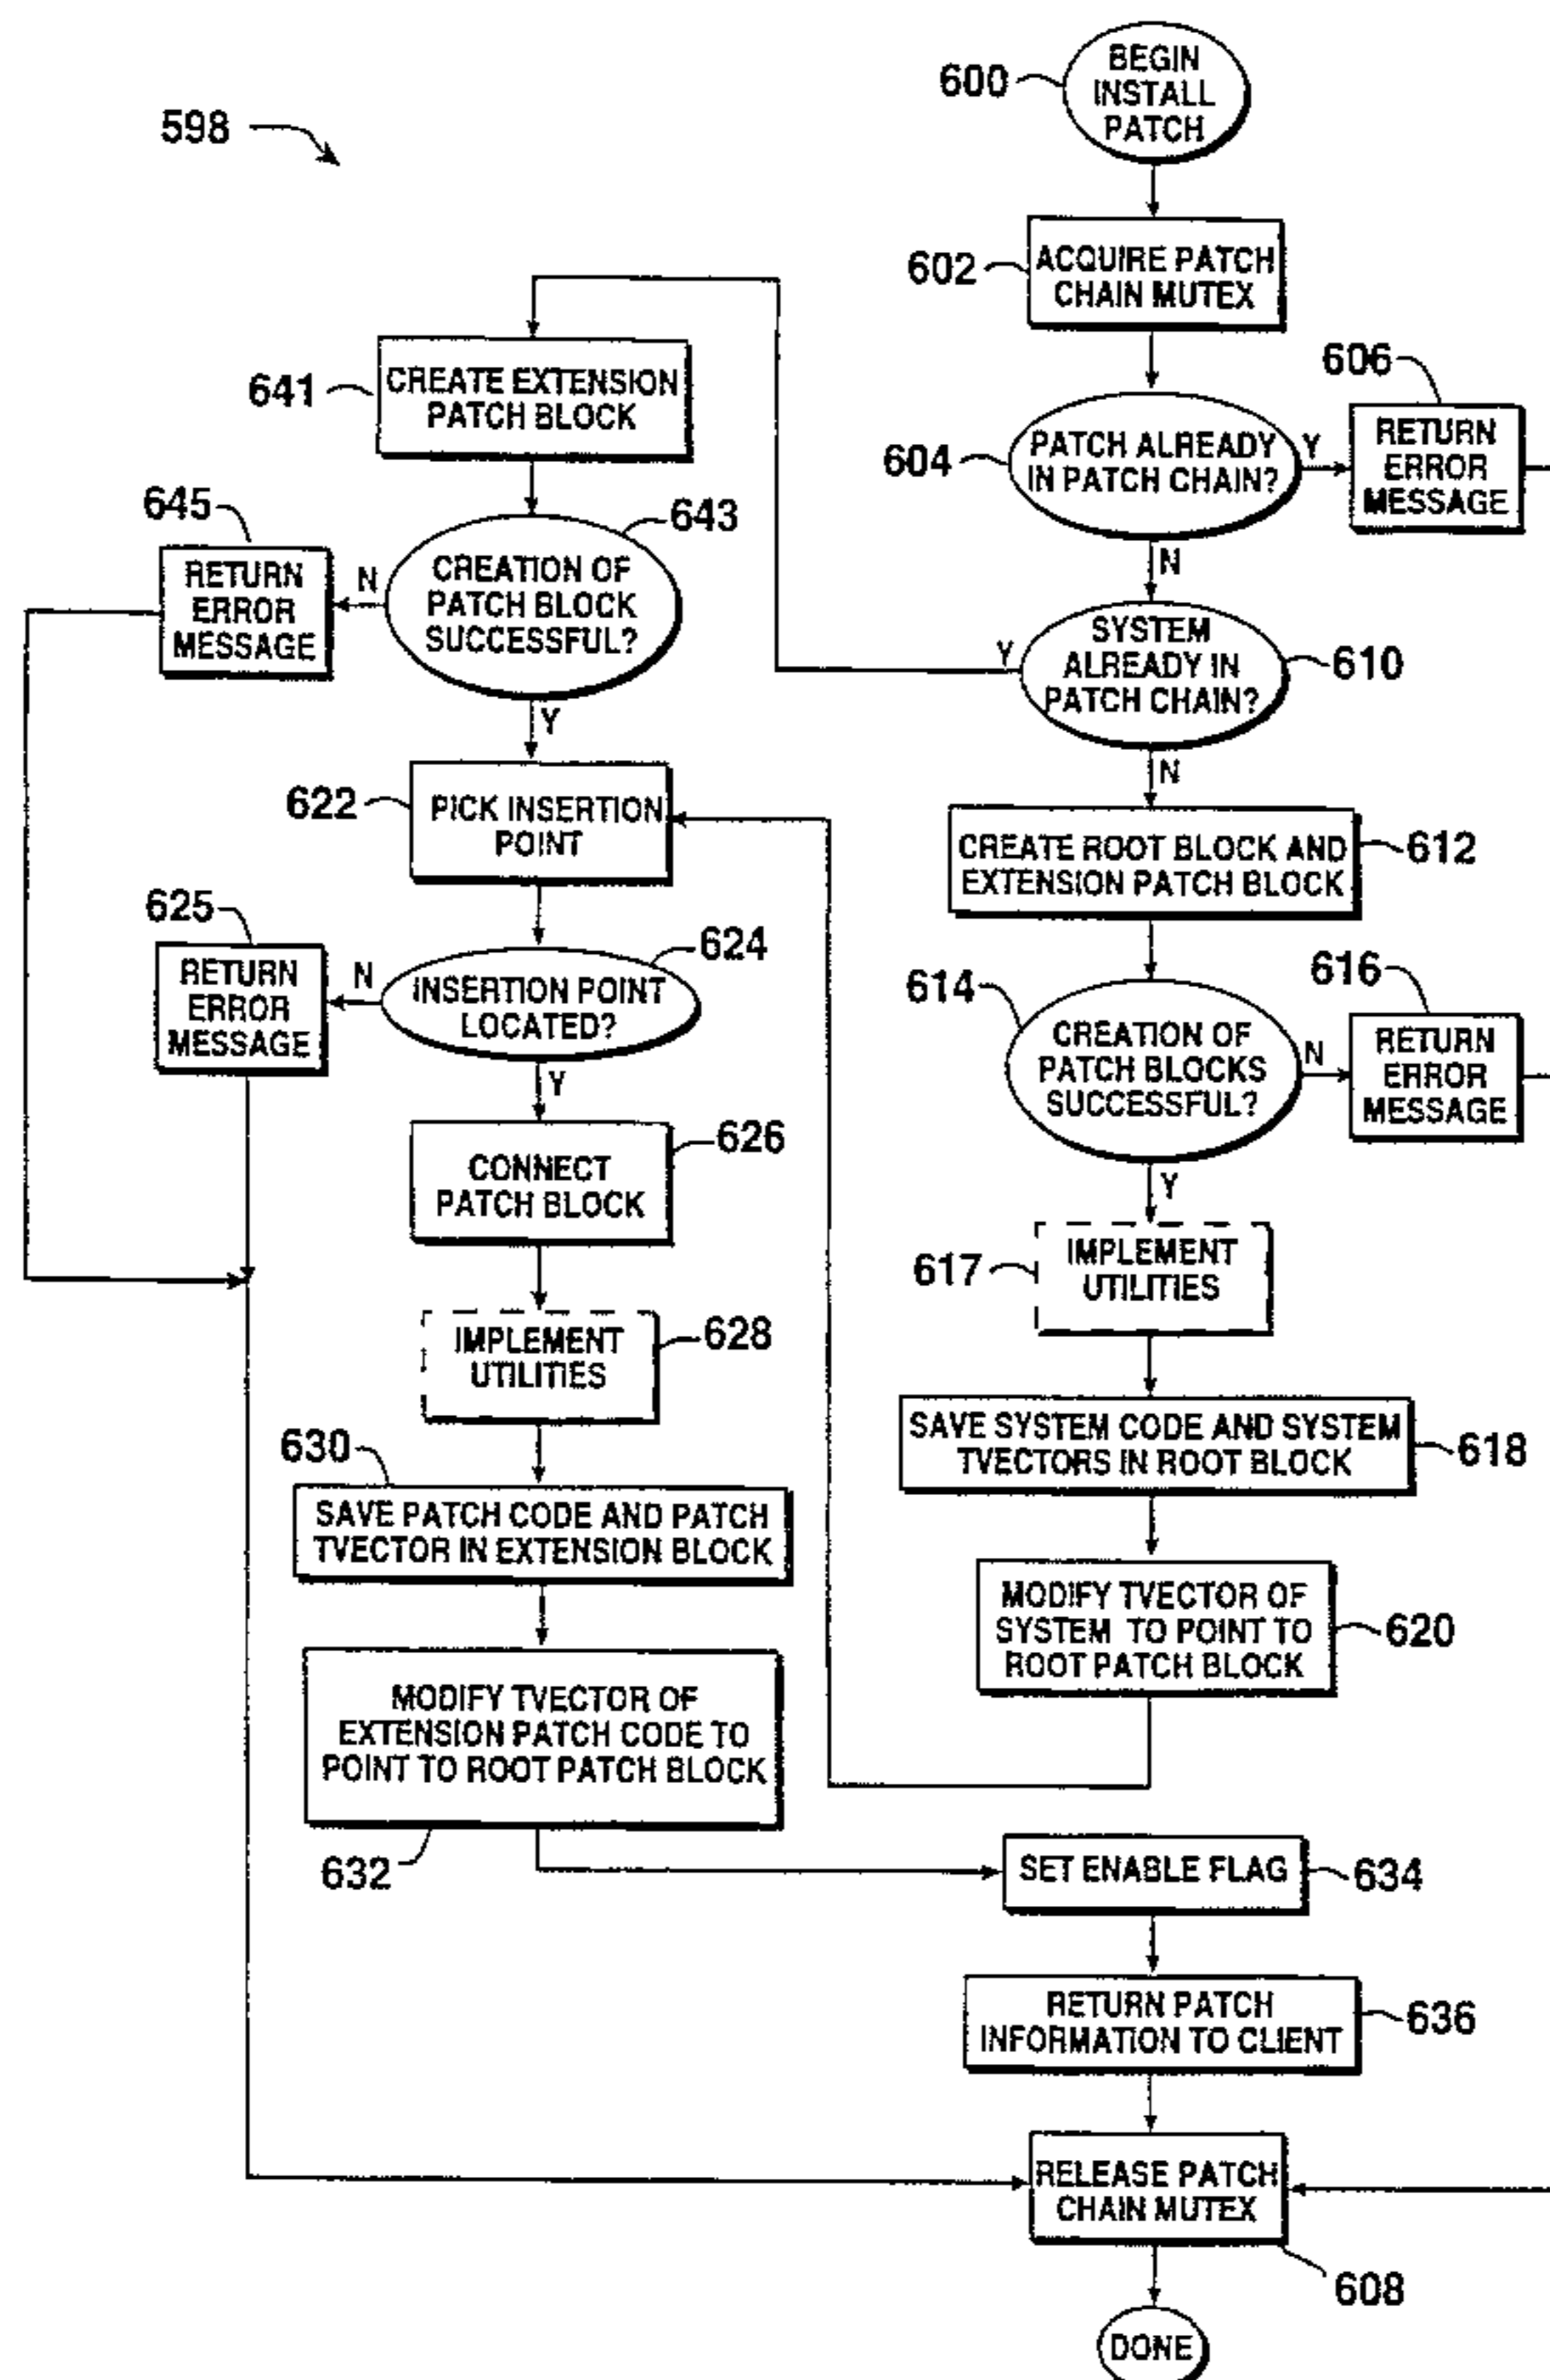 598
600
BEGIN
INSTALL
PATCH
602
ACQUIRE PATCH
CHAIN MUTEX
604
PATCH ALREADY
IN PATCH CHAIN?
Y
606
RETURN
ERROR
MESSAGE
N
SYSTEM
ALREADY IN
PATCH CHAIN?
610
Y
N
641
CREATE EXTENSION
PATCH BLOCK
643
CREATION OF
PATCH BLOCK
SUCCESSFUL?
N
645
RETURN
ERROR
MESSAGE
Y
622
PICK INSERTION
POINT
CREATE ROOT BLOCK AND
EXTENSION PATCH BLOCK
612
624
INSERTION POINT
LOCATED?
N
625
RETURN
ERROR
MESSAGE
Y
614
CREATION OF
PATCH BLOCKS
SUCCESSFUL?
N
616
RETURN
ERROR
MESSAGE
Y
CONNECT
PATCH BLOCK
626
617
IMPLEMENT
UTILITIES
IMPLEMENT
UTILITIES
628
SAVE SYSTEM CODE AND SYSTEM
TVECTORS IN ROOT BLOCK
618
630
SAVE PATCH CODE AND PATCH
TVECTOR IN EXTENSION BLOCK
MODIFY TVECTOR OF
SYSTEM TO POINT TO
ROOT PATCH BLOCK
620
MODIFY TVECTOR OF
EXTENSION PATCH CODE TO
POINT TO ROOT PATCH BLOCK
632
SET ENABLE FLAG
634
RETURN PATCH
INFORMATION TO CLIENT
636
RELEASE PATCH
CHAIN MUTEX
608
DONE